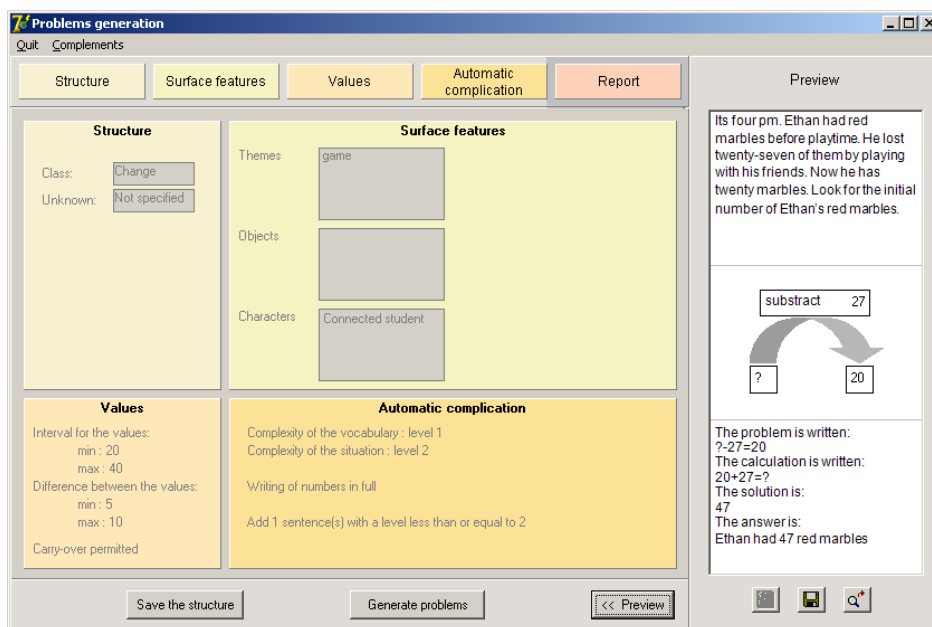 Problems generation
Quit Complements
Structure
Surface features
Values
Automatic
complication
Report
Preview
Structure
Class: Change
Unknown: Not specified
Surface features
Themes game
Objects
Characters Connected student
Values
Interval for the values:
min : 20
max : 40
Difference between the values:
min : 5
max : 10
Carry-over permitted
Automatic complication
Complexity of the vocabulary : level 1
Complexity of the situation : level 2
Writing of numbers in full
Add 1 sentence(s) with a level less than or equal to 2
Save the structure
Generate problems
<< Preview
Its four pm. Ethan had red
marbles before playtime. He lost
twenty-seven of them by playing
with his friends. Now he has
twenty marbles. Look for the initial
number of Ethan's red marbles.
substract 27
? 20
The problem is written:
?-27=20
The calculation is written:
20+27=?
The solution is:
47
The answer is:
Ethan had 47 red marbles